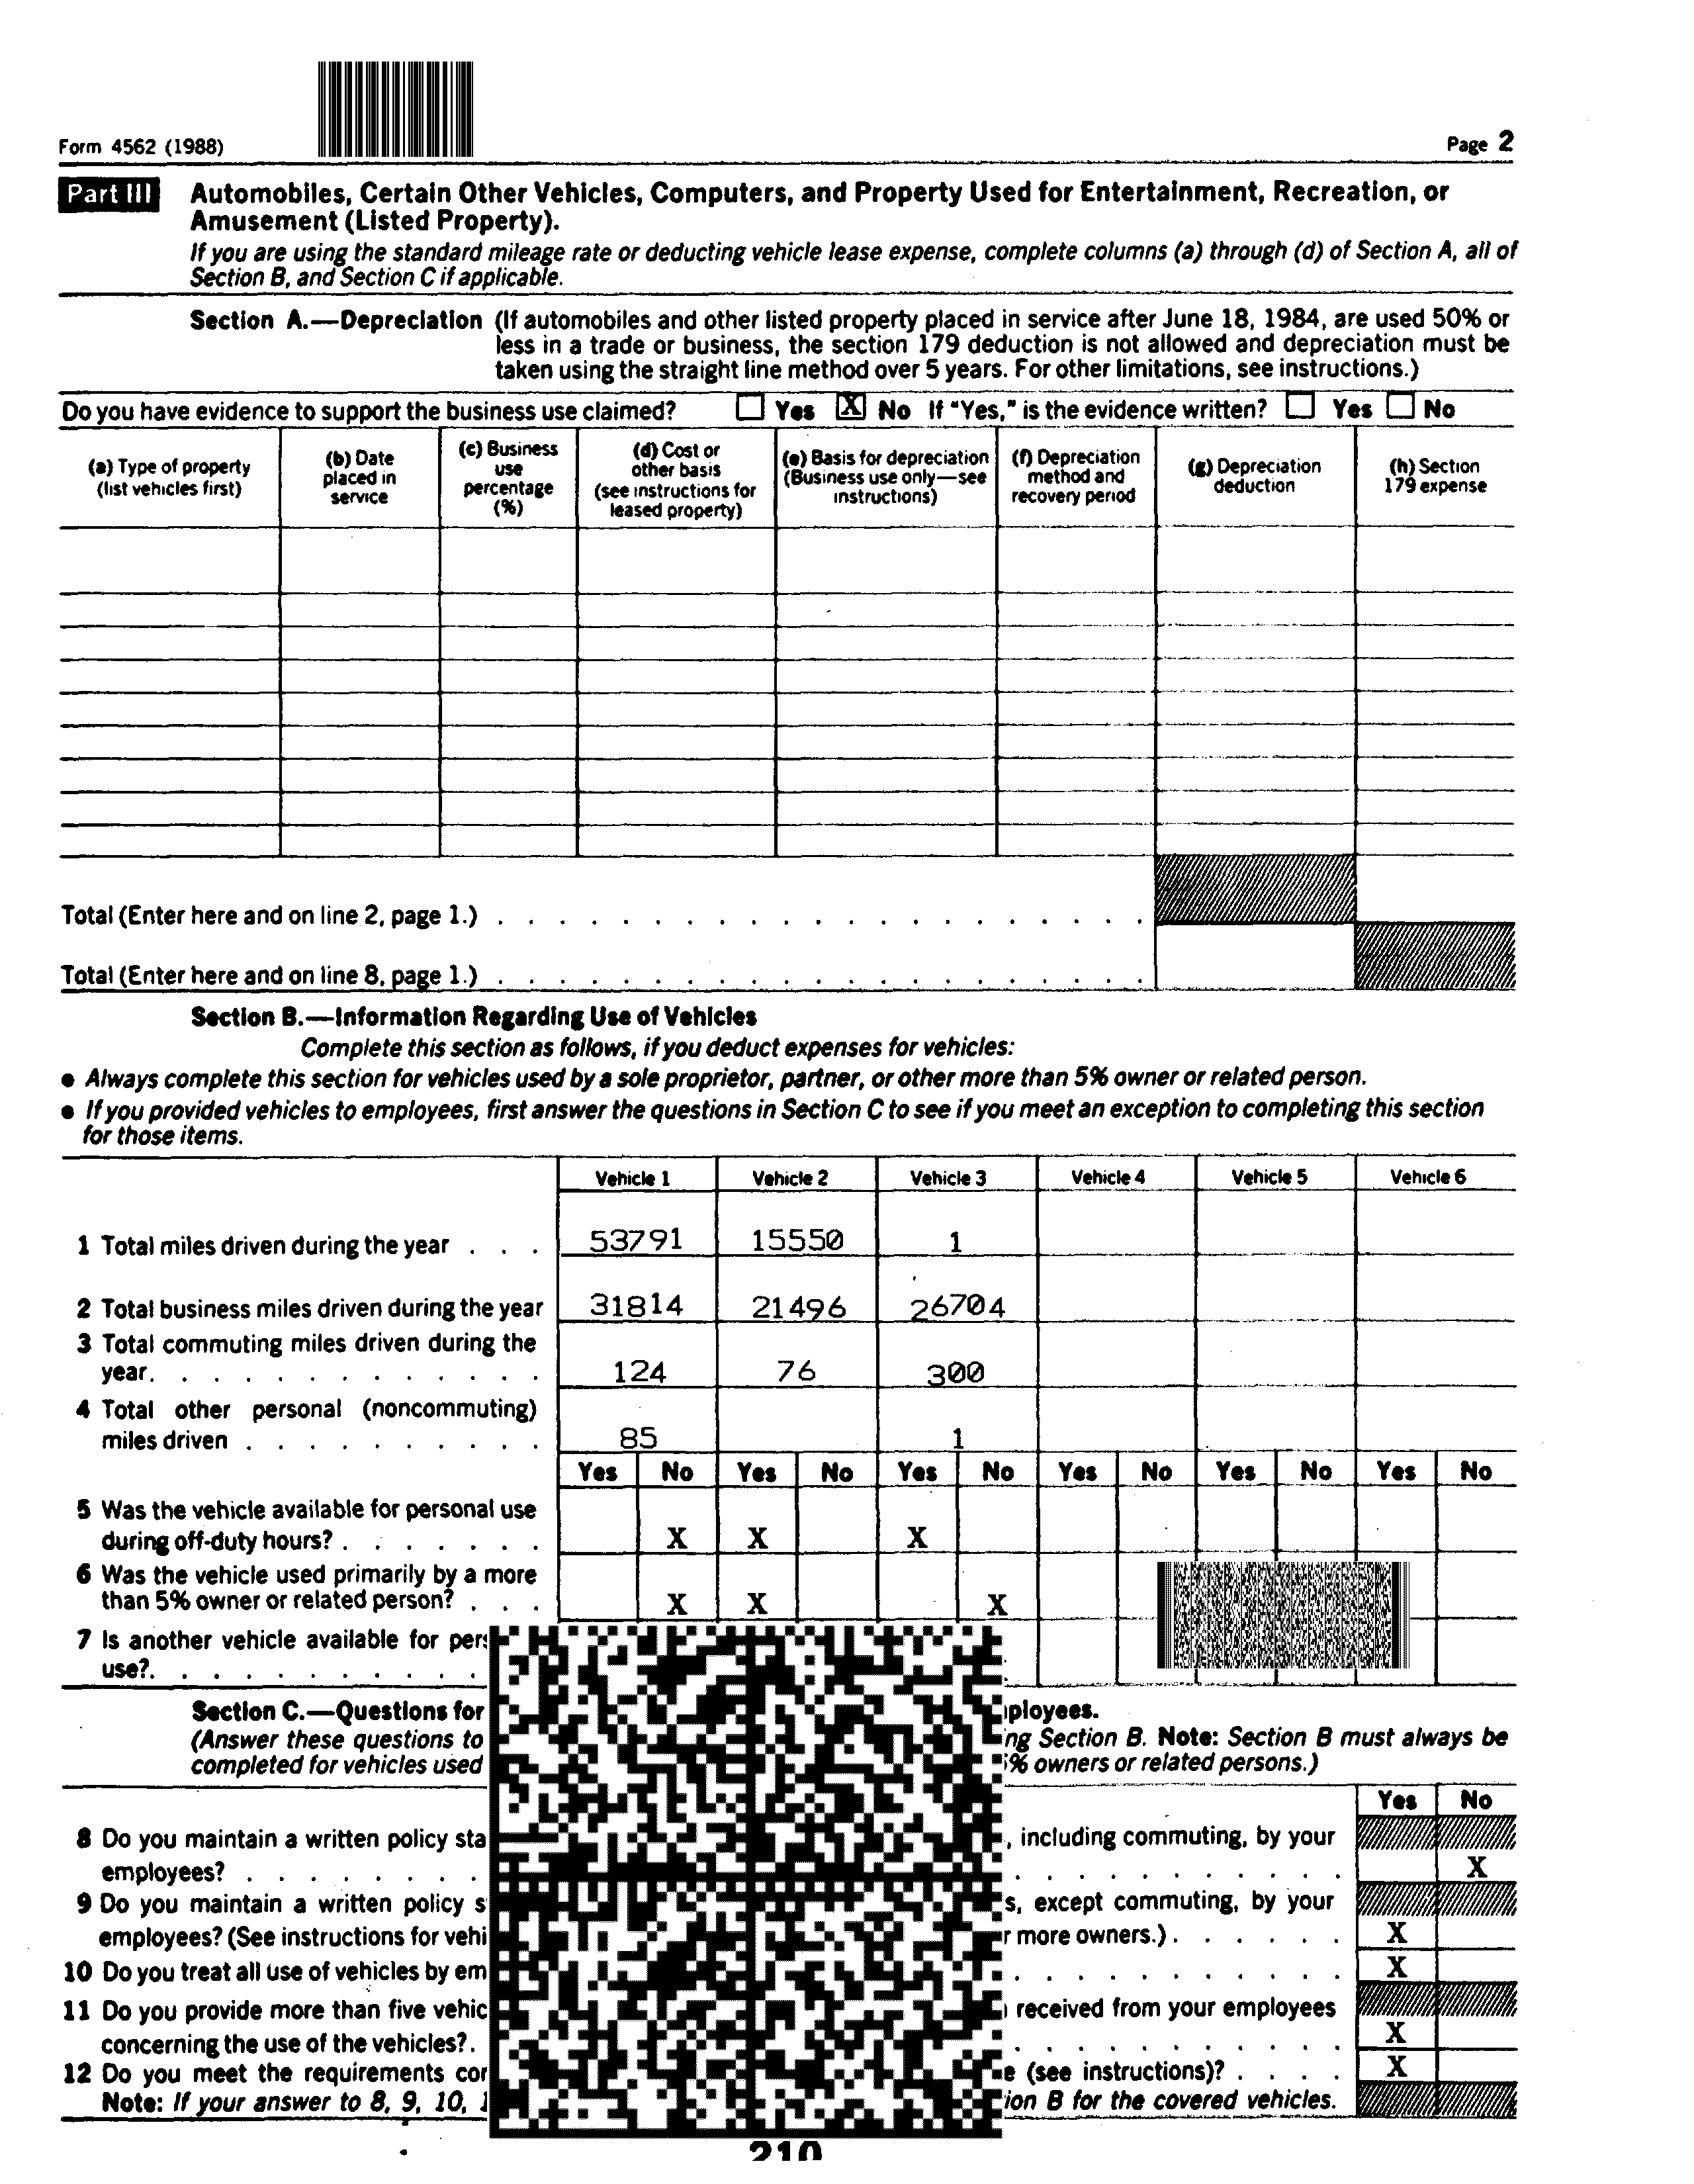 Form 4562 (1988)
Page 2
Part III Automobiles, Certain Other Vehicles, Computers, and Property Used for Entertainment, Recreation, or
Amusement (Listed Property).
If you are using the standard mileage rate or deducting vehicle lease expense, complete columns (a) through (d) of Section A, all of
Section B, and Section C if applicable.
Section A.—Depreciation (If automobiles and other listed property placed in service after June 18, 1984, are used 50% or
less in a trade or business, the section 179 deduction is not allowed and depreciation must be
taken using the straight line method over 5 years. For other limitations, see instructions.)
Do you have evidence to support the business use claimed? Yes X No If "Yes," is the evidence written? Yes No
(a) Type of property
(list vehicles first)
(b) Date
placed in
service
(c) Business
use
percentage
(%)
(d) Cost or
other basis
(see instructions for
leased property)
(e) Basis for depreciation
(Business use only—see
instructions)
(f) Depreciation
method and
recovery period
(g) Depreciation
deduction
(h) Section
179 expense
Total (Enter here and on line 2, page 1.)
Total (Enter here and on line 8, page 1.)
Section B.—Information Regarding Use of Vehicles
Complete this section as follows, if you deduct expenses for vehicles:
● Always complete this section for vehicles used by a sole proprietor, partner, or other more than 5% owner or related person.
● If you provided vehicles to employees, first answer the questions in Section C to see if you meet an exception to completing this section
for those items.
Vehicle 1 Vehicle 2 Vehicle 3 Vehicle 4 Vehicle 5 Vehicle 6
1 Total miles driven during the year . . . 53791 15550 1
2 Total business miles driven during the year 31814 21496 26704
3 Total commuting miles driven during the
year. . . . . . . . . . . . . 124 76 300
4 Total other personal (noncommuting)
miles driven . . . . . . . . . . 85 1
Yes No Yes No Yes No Yes No Yes No Yes No
5 Was the vehicle available for personal use
during off-duty hours? . . . . . . . X X X
6 Was the vehicle used primarily by a more
than 5% owner or related person? . . . X X X
7 Is another vehicle available for
use?. . . . . . . . . . .
Section C.—Questions for
(Answer these questions to Section B. Note: Section B must always be
completed for vehicles used % owners or related persons.)
Yes No
8 Do you maintain a written policy , including commuting, by your
employees? X
9 Do you maintain a written policy , except commuting, by your
employees? (See instructions for more owners.) . . . . . . X
10 Do you treat all use of vehicles by X
11 Do you provide more than five received from your employees
concerning the use of the vehicles?. X
12 Do you meet the requirements (see instructions)? . . . . X
Note: If your answer to 8, 9, 10, B for the covered vehicles.
210